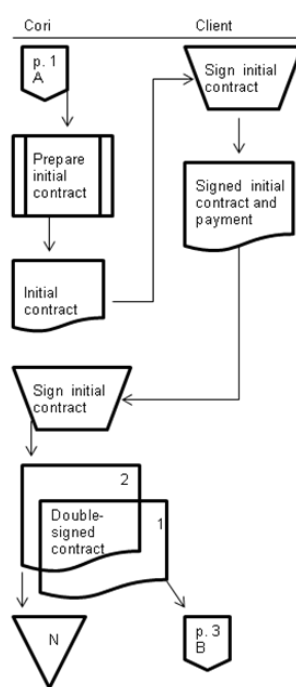 Cori
Client
p. 1
A
Sign initial
contract
Prepare
initial
contract
Signed initial
contract and
payment
Initial
contract
Sign initial
contract
2
1
Double-
signed
contract
N
p. 3
B